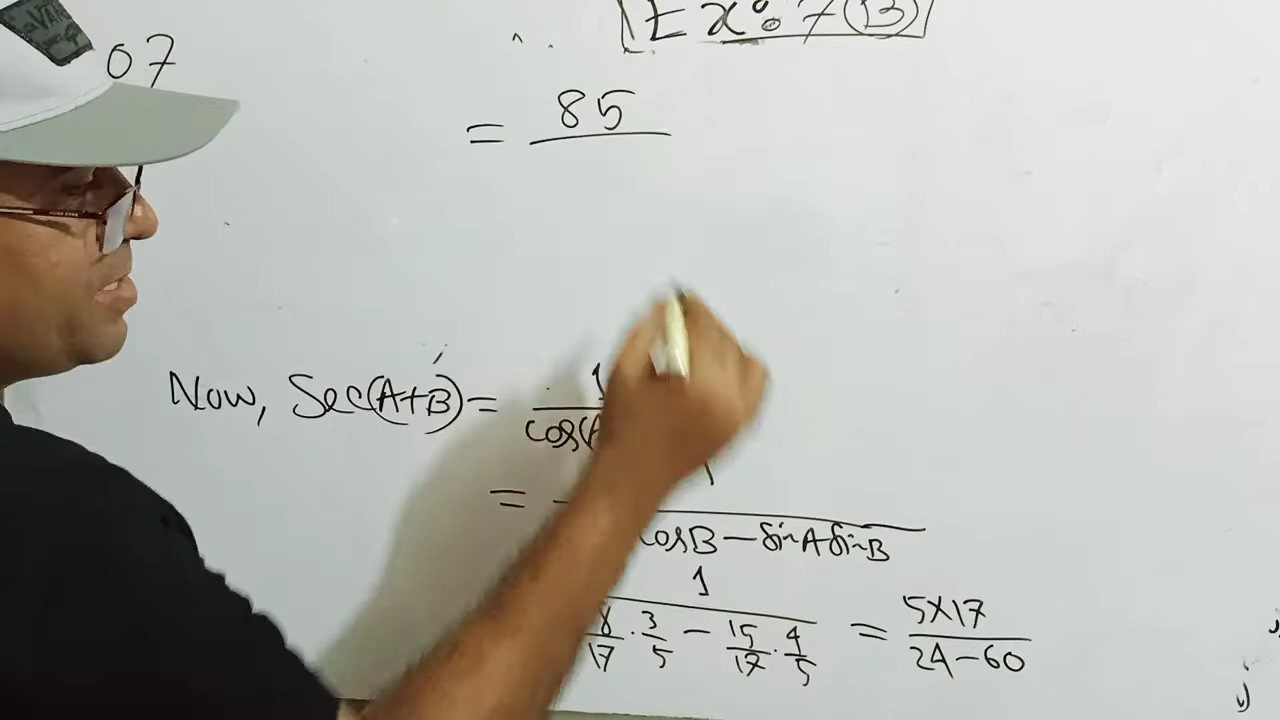 Ex: 7(B)
07
= 85
Now, Sec(A+B) = 1 / cos(A
= 1 / cosB - sinA sinB
1 / 8/17 . 3/5 - 15/17 . 4/5 = 5×17 / 24-60